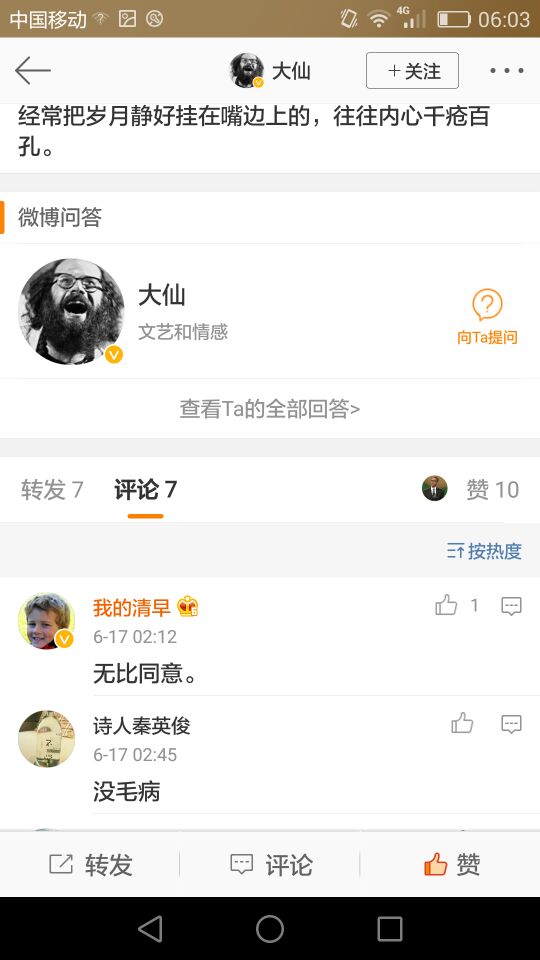 中国移动 4G 06:03
大仙 +关注
经常把岁月静好挂在嘴边上的，往往内心千疮百
孔。
微博问答
大仙
文艺和情感
向Ta提问
查看Ta的全部回答>
转发 7 评论 7 赞 10
按热度
我的清早 1
6-17 02:12
无比同意。
诗人秦英俊
6-17 02:45
没毛病
转发 评论 赞